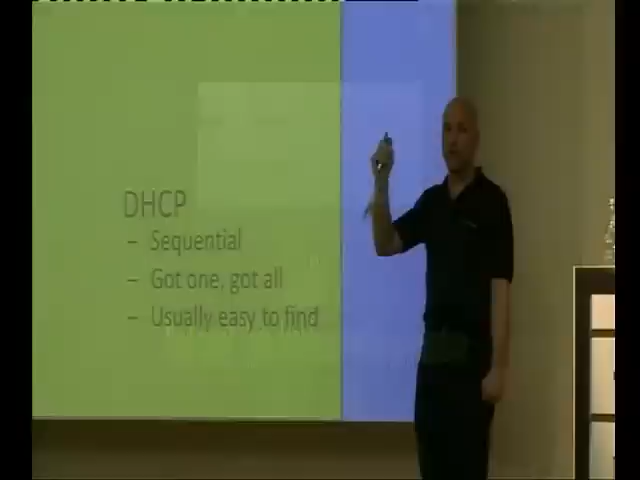 DHCP
– Sequential
– Got one, got all
– Usually easy to find